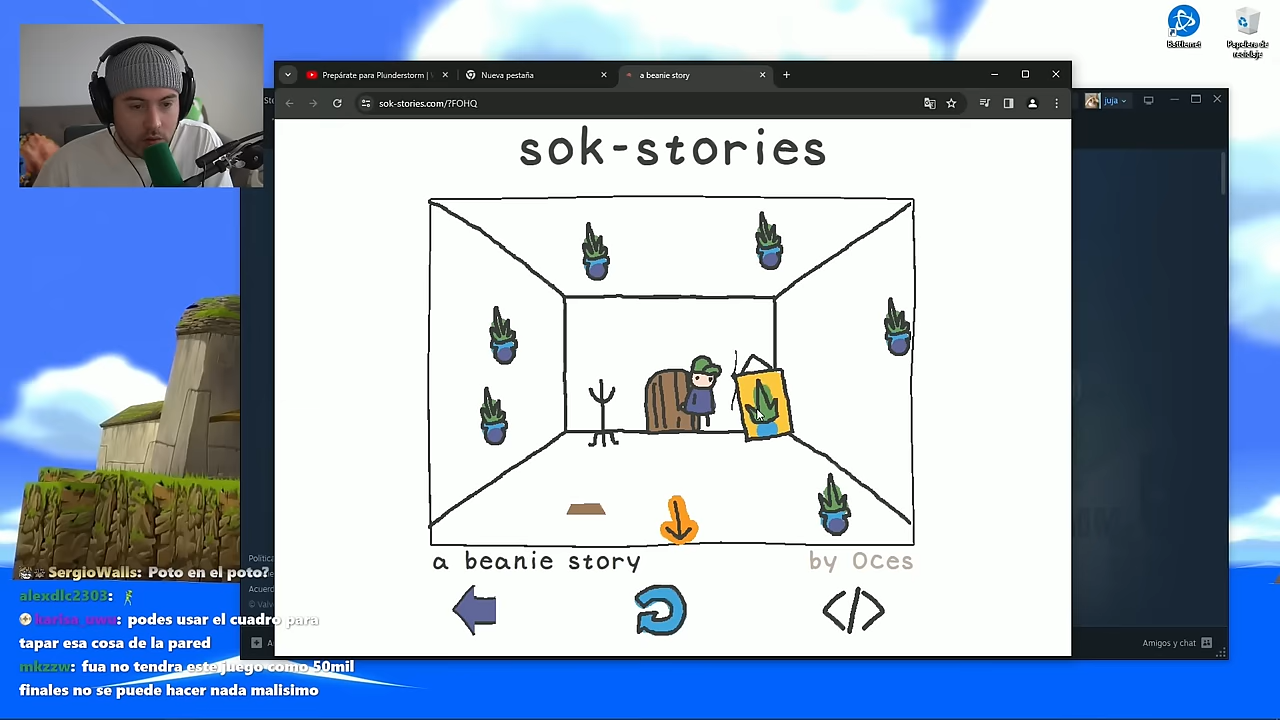 Battle.net
Papelera de
reciclaje
Prepárate para Plunderstorm |
Nueva pestaña
a beanie story
sok-stories.com/?FOHQ
juja
sok-stories
a beanie story
by Oces
</>
SergioWalls: Poto en el poto?
alexdlc2303:
podes usar el cuadro para
tapar esa cosa de la pared
mkzzw: fua no tendra este juego como 50mil
finales no se puede hacer nada malisimo
Amigos y chat